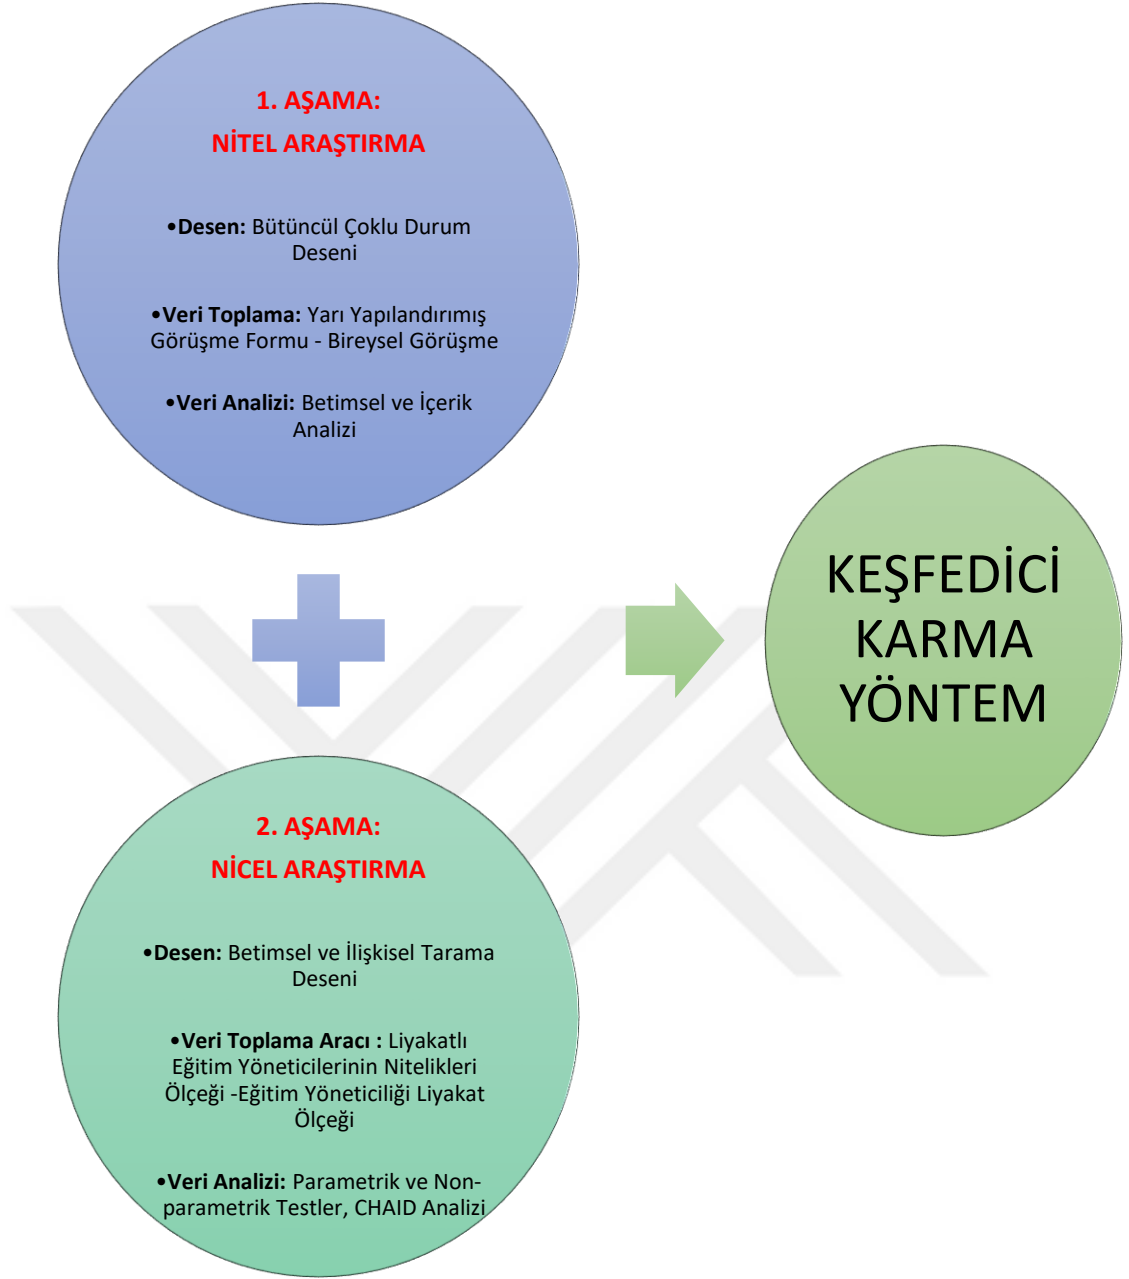 1. AŞAMA:
NİTEL ARAŞTIRMA
•Desen: Bütüncül Çoklu Durum
Deseni
•Veri Toplama: Yarı Yapılandırımış
Görüşme Formu - Bireysel Görüşme
•Veri Analizi: Betimsel ve İçerik
Analizi
KEŞFEDİCİ
KARMA
YÖNTEM
2. AŞAMA:
NİCEL ARAŞTIRMA
•Desen: Betimsel ve İlişkisel Tarama
Deseni
•Veri Toplama Aracı : Liyakatlı
Eğitim Yöneticilerinin Nitelikleri
Ölçeği -Eğitim Yöneticiliği Liyakat
Ölçeği
•Veri Analizi: Parametrik ve Non-
parametrik Testler, CHAID Analizi